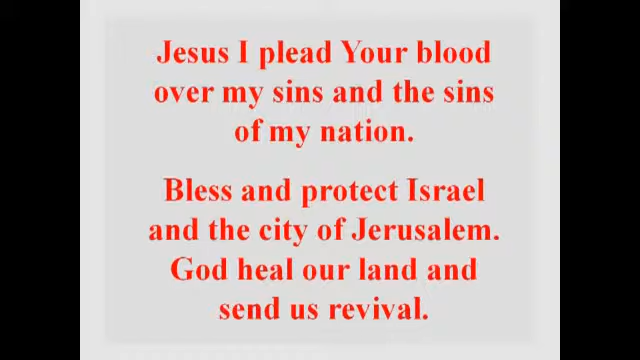 Jesus I plead Your blood
over my sins and the sins
of my nation.
Bless and protect Israel
and the city of Jerusalem.
God heal our land and
send us revival.